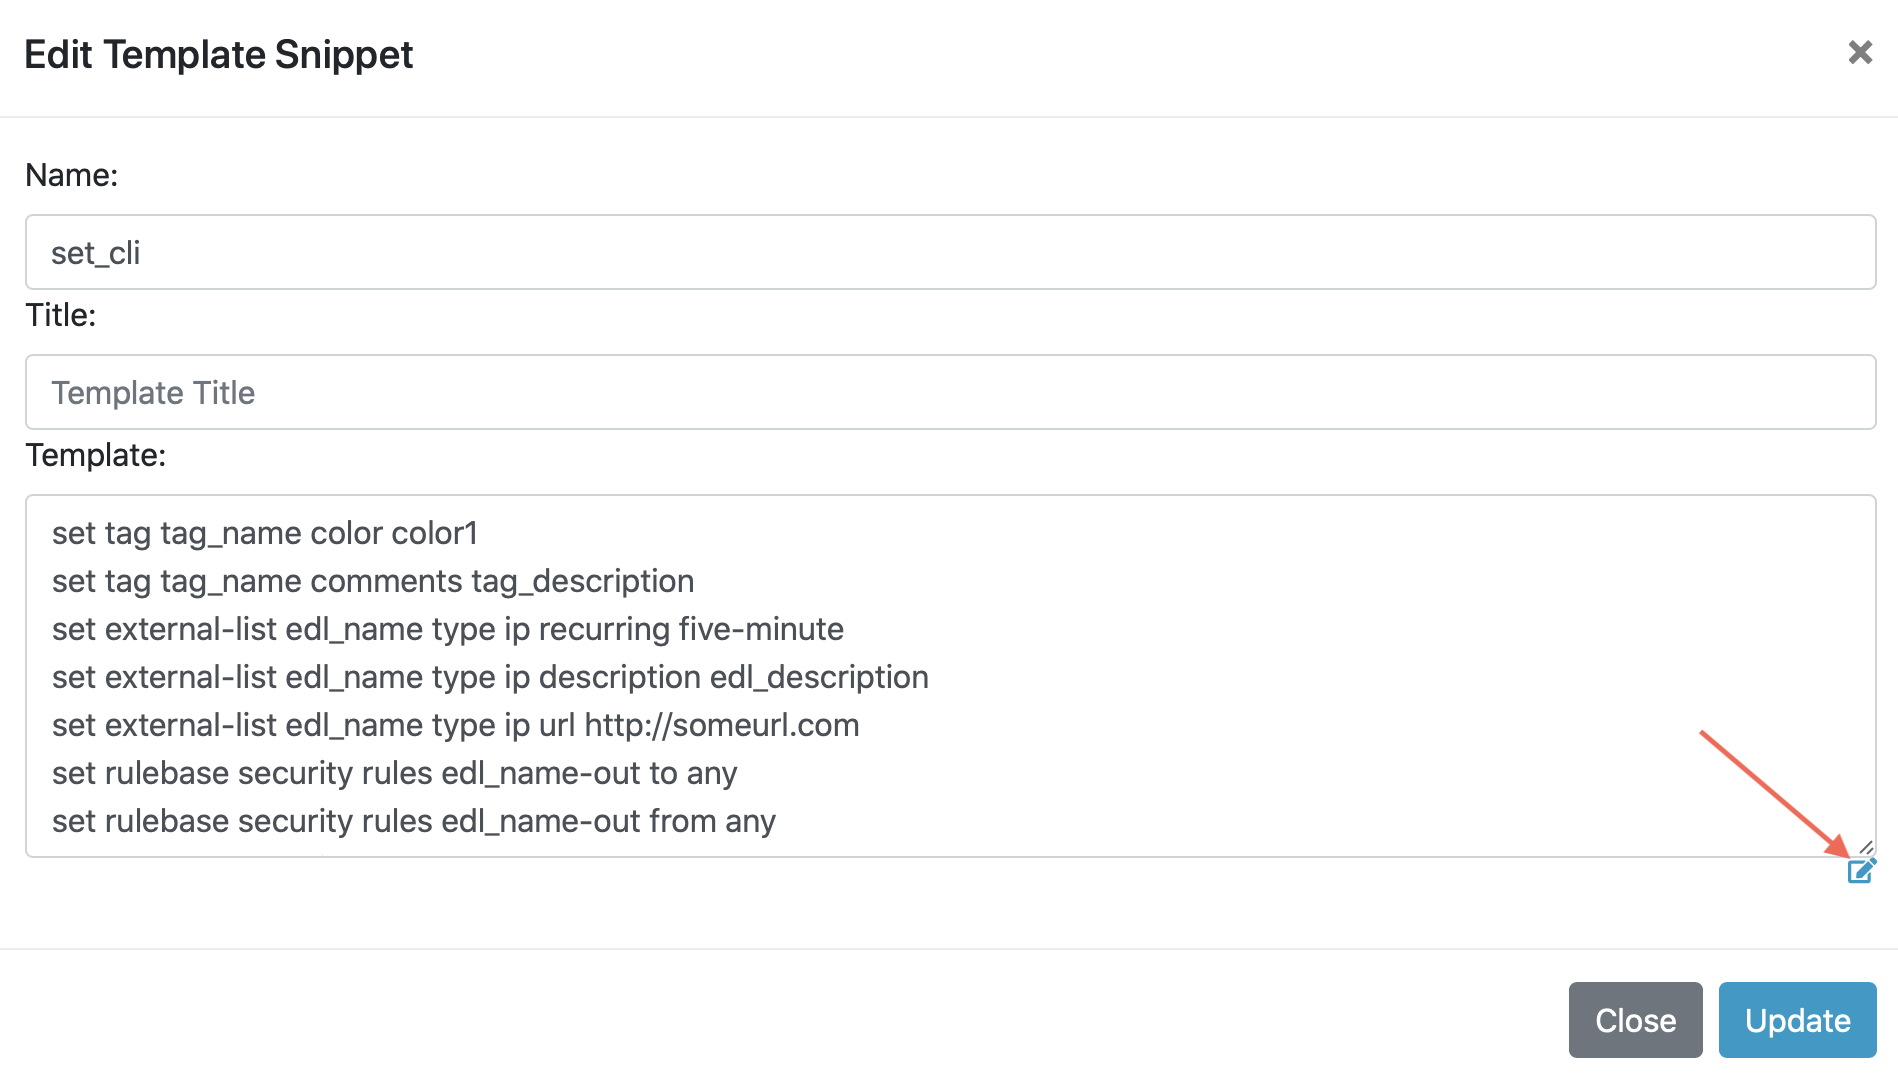 Edit Template Snippet
Name:
set_cli
Title:
Template Title
Template:
set tag tag_name color color1
set tag tag_name comments tag_description
set external-list edl_name type ip recurring five-minute
set external-list edl_name type ip description edl_description
set external-list edl_name type ip url http://someurl.com
set rulebase security rules edl_name-out to any
set rulebase security rules edl_name-out from any
Close
Update